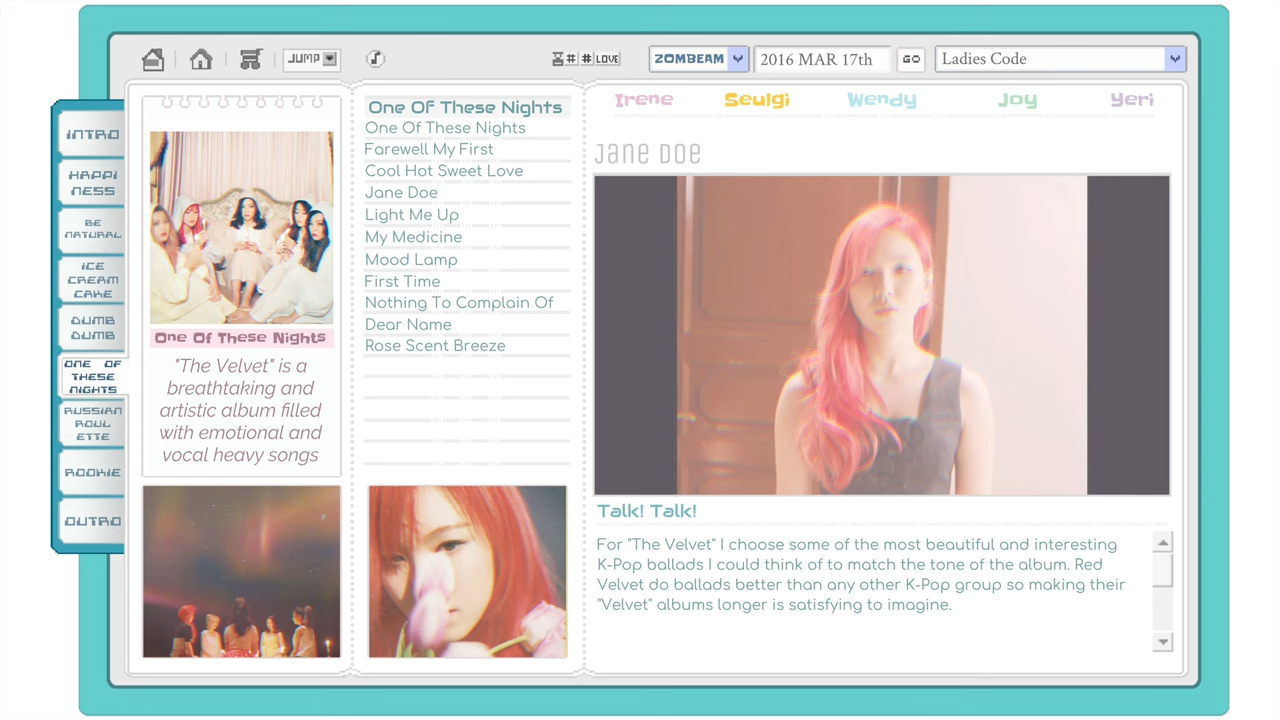 JUMP
# # LOVE
ZOMBEAM
2016 MAR 17th
GO
Ladies Code
INTRO
HAPPI
NESS
BE
NATURAL
ICE
CREAM
CAKE
DUMB
DUMB
ONE OF
THESE
NIGHTS
RUSSIAN
ROUL
ETTE
ROOKIE
OUTRO
One Of These Nights
"The Velvet" is a
breathtaking and
artistic album filled
with emotional and
vocal heavy songs
One Of These Nights
One Of These Nights
Farewell My First
Cool Hot Sweet Love
Jane Doe
Light Me Up
My Medicine
Mood Lamp
First Time
Nothing To Complain Of
Dear Name
Rose Scent Breeze
Irene Seulgi Wendy Joy Yeri
Jane Doe
Talk! Talk!
For "The Velvet" I choose some of the most beautiful and interesting
K-Pop ballads I could think of to match the tone of the album. Red
Velvet do ballads better than any other K-Pop group so making their
"Velvet" albums longer is satisfying to imagine.